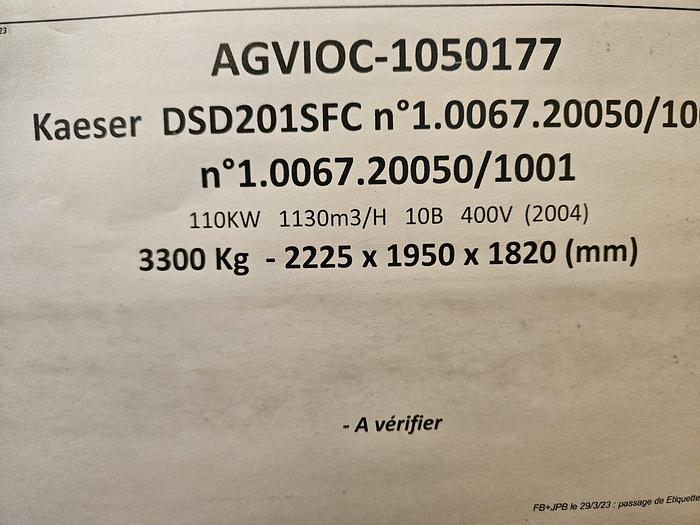 23
AGVIOC-1050177
Kaeser DSD201SFC n°1.0067.20050/10
n°1.0067.20050/1001
110KW 1130m3/H 10B 400V (2004)
3300 Kg - 2225 x 1950 x 1820 (mm)
- A vérifier
FB+JPB le 29/3/23 : passage de Etiquette